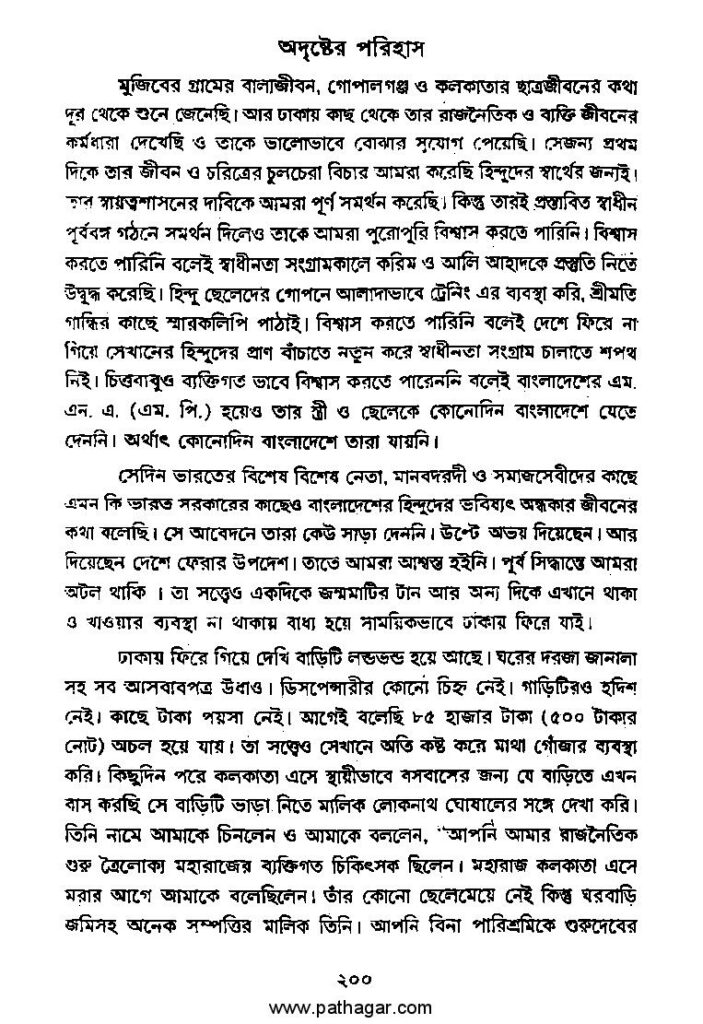 অদৃষ্টের পরিহাস
মুজিবের গ্রামের বাল্যজীবন, গোপালগঞ্জ ও কলকাতার ছাত্রজীবনের কথা
দূর থেকে শুনে জেনেছি। আর ঢাকায় কাছ থেকে তার রাজনৈতিক ও ব্যক্তি জীবনের
কর্মধারা দেখেছি ও তাকে ভালোভাবে বোঝার সুযোগ পেয়েছি। সেজন্য প্রথম
দিকে তার জীবন ও চরিত্রের চুলচেরা বিচার আমরা করেছি হিন্দুদের স্বার্থের জন্যই।
তার স্বায়ত্বশাসনের দাবিকে আমরা পূর্ণ সমর্থন করেছি। কিন্তু তারই প্রস্তাবিত স্বাধীন
পূর্ববঙ্গ গঠনে সমর্থন দিলেও তাকে আমরা পুরোপুরি বিশ্বাস করতে পারিনি। বিশ্বাস
করতে পারিনি বলেই স্বাধীনতা সংগ্রামকালে করিম ও আলি আহাদকে প্রস্তুতি নিতে
উদ্বুদ্ধ করেছি। হিন্দু ছেলেদের গোপনে আলাদাভাবে ট্রেনিং এর ব্যবস্থা করি, শ্রীমতি
গান্ধির কাছে স্মারকলিপি পাঠাই। বিশ্বাস করতে পারিনি বলেই দেশে ফিরে না
গিয়ে সেখানের হিন্দুদের প্রাণ বাঁচাতে নতুন করে স্বাধীনতা সংগ্রাম চালাতে শপথ
নিই। চিত্তবাবুও ব্যক্তিগত ভাবে বিশ্বাস করতে পারেননি বলেই বাংলাদেশের এম.
এন. এ. (এম. পি.) হয়েও তার স্ত্রী ও ছেলেকে কোনোদিন বাংলাদেশে যেতে
দেননি। অর্থাৎ কোনোদিন বাংলাদেশে তারা যায়নি।
সেদিন ভারতের বিশেষ বিশেষ নেতা, মানবদরদী ও সমাজসেবীদের কাছে
এমন কি ভারত সরকারের কাছেও বাংলাদেশের হিন্দুদের ভবিষ্যৎ অন্ধকার জীবনের
কথা বলেছি। সে আবেদনে তারা কেউ সাড়া দেননি। উল্টে অভয় দিয়েছেন। আর
দিয়েছেন দেশে ফেরার উপদেশ। তাতে আমরা আশ্বস্ত হইনি। পূর্ব সিদ্ধান্তে আমরা
অটল থাকি । তা সত্ত্বেও একদিকে জন্মমাটির টান আর অন্য দিকে এখানে থাকা
ও খাওয়ার ব্যবস্থা না থাকায় বাধ্য হয়ে সাময়িকভাবে ঢাকায় ফিরে যাই।
ঢাকায় ফিরে গিয়ে দেখি বাড়িটি লন্ডভন্ড হয়ে আছে। ঘরের দরজা জানালা
সহ সব আসবাবপত্র উধাও। ডিসপেন্সারীর কোনো চিহ্ন নেই। গাড়িটিরও হদিশ
নেই। কাছে টাকা পয়সা নেই। আগেই বলেছি ৮৫ হাজার টাকা (৫০০ টাকার
নোট) অচল হয়ে যায়। তা সত্ত্বেও সেখানে অতি কষ্ট করে মাথা গোঁজার ব্যবস্থা
করি। কিছুদিন পরে কলকাতা এসে স্থায়ীভাবে বসবাসের জন্য যে বাড়িতে এখন
বাস করছি সে বাড়িটি ভাড়া নিতে মালিক লোকনাথ ঘোষালের সঙ্গে দেখা করি।
তিনি নামে আমাকে চিনলেন ও আমাকে বললেন, "আপনি আমার রাজনৈতিক
গুরু ত্রৈলোক্য মহারাজের ব্যক্তিগত চিকিৎসক ছিলেন। মহারাজ কলকাতা এসে
মরার আগে আমাকে বলেছিলেন। তাঁর কোনো ছেলেমেয়ে নেই কিন্তু ঘরবাড়ি
জমিসহ অনেক সম্পত্তির মালিক তিনি। আপনি বিনা পারিশ্রমিকে গুরুদেবের
২০০
www.pathagar.com